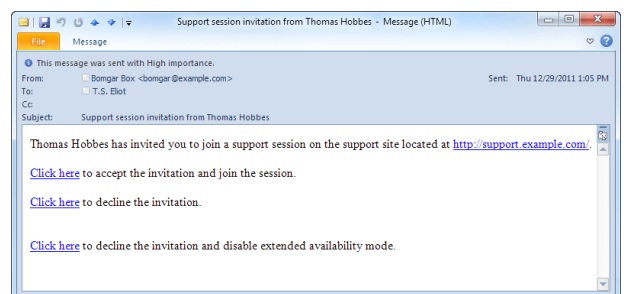 Support session invitation from Thomas Hobbes - Message (HTML)
File Message
This message was sent with High importance.
From: Bomgar Box <bomgar@example.com> Sent: Thu 12/29/2011 1:05 PM
To: T.S. Eliot
Cc:
Subject: Support session invitation from Thomas Hobbes
Thomas Hobbes has invited you to join a support session on the support site located at http://support.example.com/.
Click here to accept the invitation and join the session.
Click here to decline the invitation.
Click here to decline the invitation and disable extended availability mode.